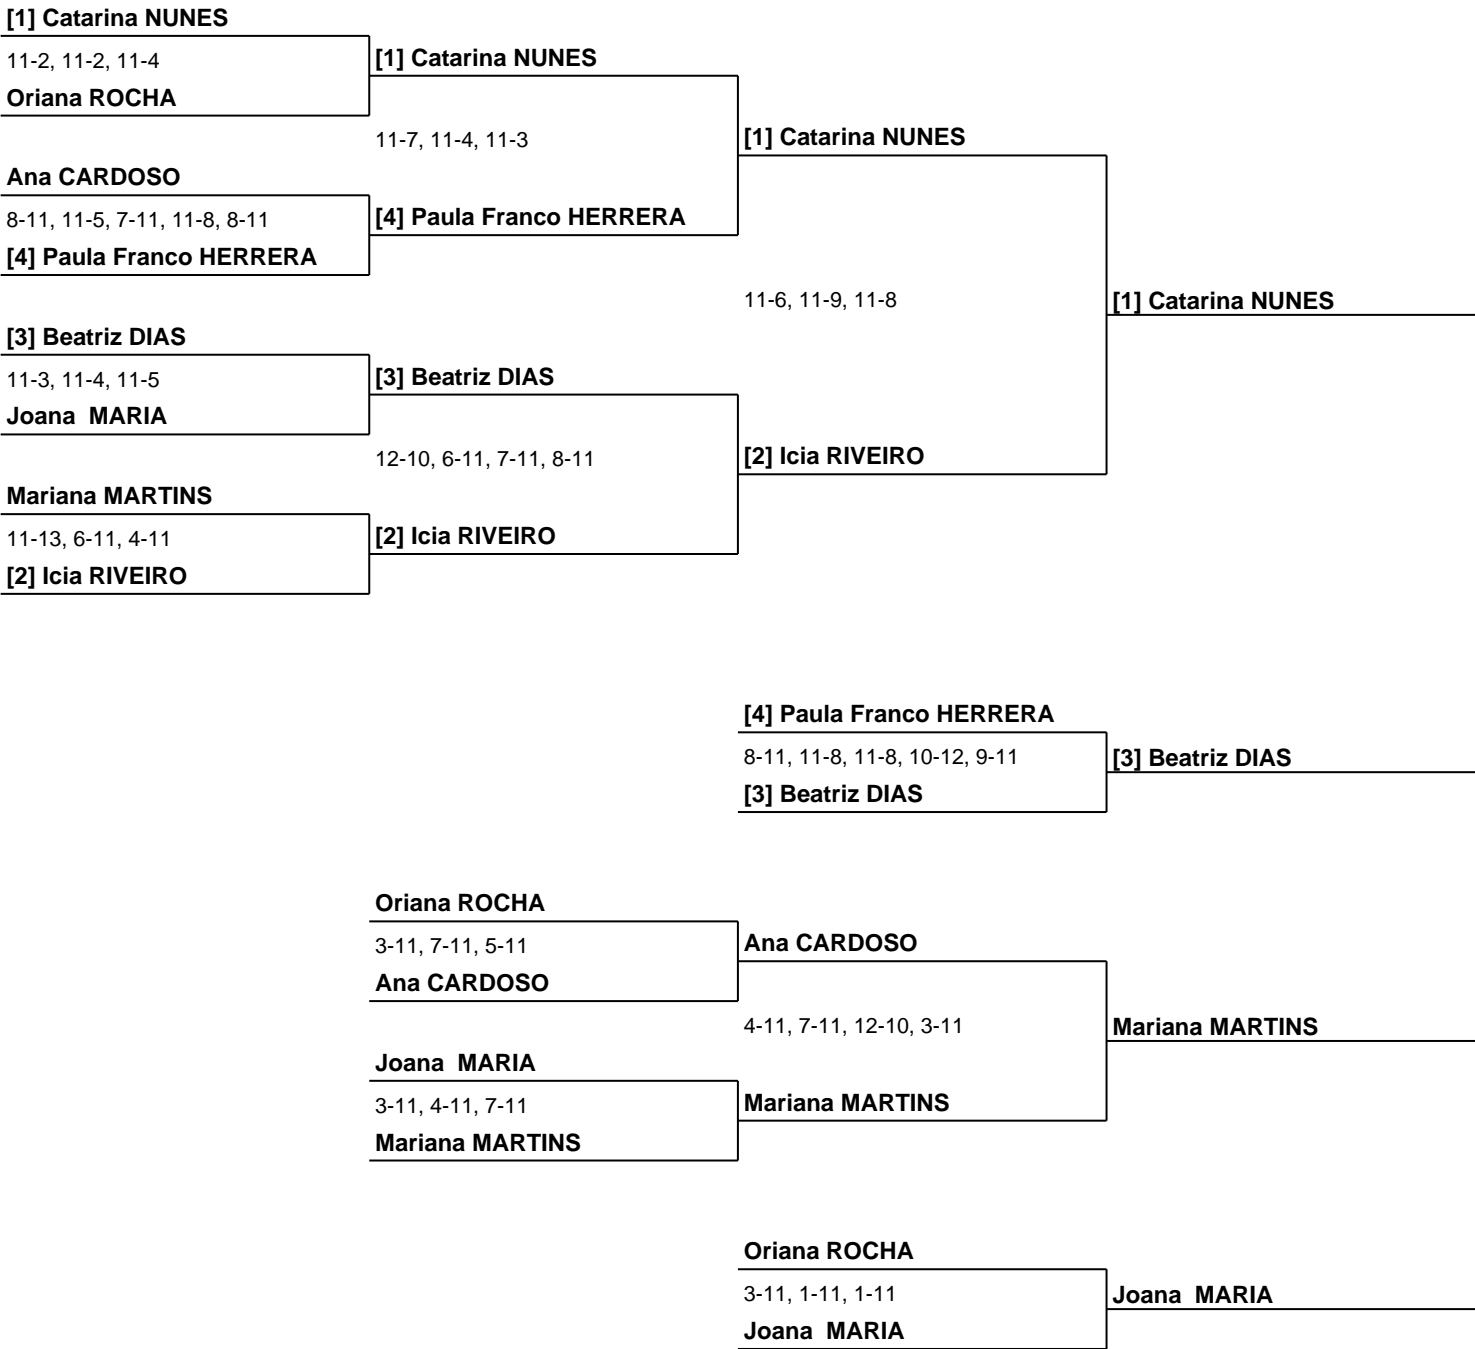 [1] Catarina NUNES
11-2, 11-2, 11-4
[1] Catarina NUNES
Oriana ROCHA
11-7, 11-4, 11-3
[1] Catarina NUNES
Ana CARDOSO
8-11, 11-5, 7-11, 11-8, 8-11
[4] Paula Franco HERRERA
[4] Paula Franco HERRERA
11-6, 11-9, 11-8
[1] Catarina NUNES
[3] Beatriz DIAS
11-3, 11-4, 11-5
[3] Beatriz DIAS
Joana  MARIA
12-10, 6-11, 7-11, 8-11
[2] Icia RIVEIRO
Mariana MARTINS
11-13, 6-11, 4-11
[2] Icia RIVEIRO
[2] Icia RIVEIRO
[4] Paula Franco HERRERA
8-11, 11-8, 11-8, 10-12, 9-11
[3] Beatriz DIAS
[3] Beatriz DIAS
Oriana ROCHA
3-11, 7-11, 5-11
Ana CARDOSO
Ana CARDOSO
4-11, 7-11, 12-10, 3-11
Mariana MARTINS
Joana  MARIA
3-11, 4-11, 7-11
Mariana MARTINS
Mariana MARTINS
Oriana ROCHA
3-11, 1-11, 1-11
Joana  MARIA
Joana  MARIA